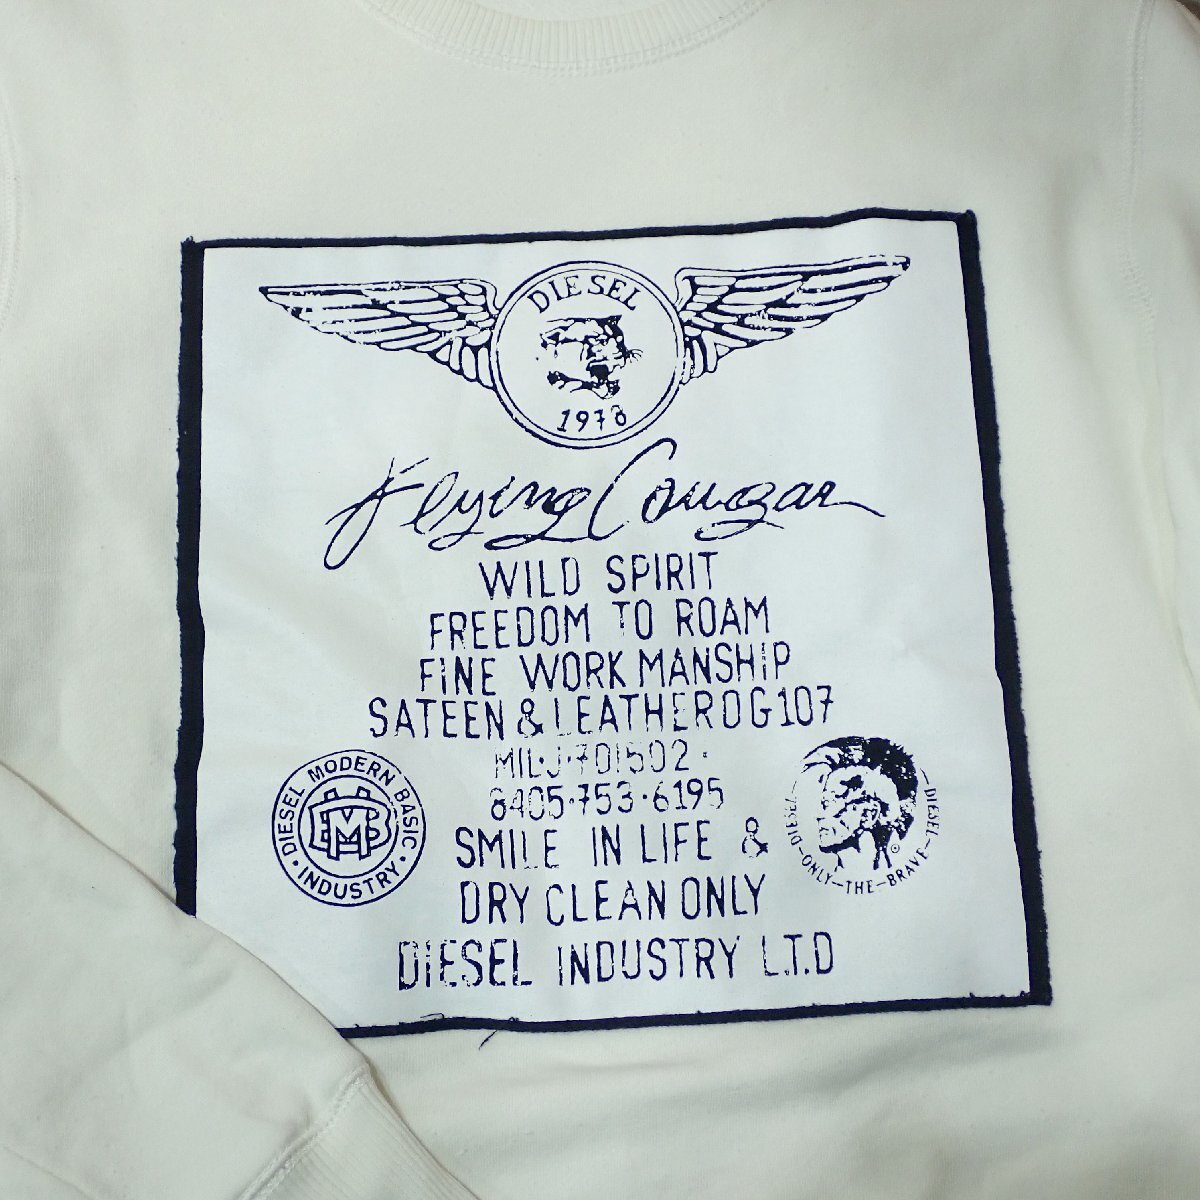 DIESEL
1978
Flying Cougar
WILD SPIRIT
FREEDOM TO ROAM
FINE WORK MANSHIP
SATEEN & LEATHER OG 107
MIL·J·701502·
8405·753·6195
SMILE IN LIFE &
DRY CLEAN ONLY
DIESEL INDUSTRY L.T.D
DIESEL MODERN BASIC
·INDUSTRY·
MB
DIESEL—ONLY—THE—BRAVE—DIESEL—
©